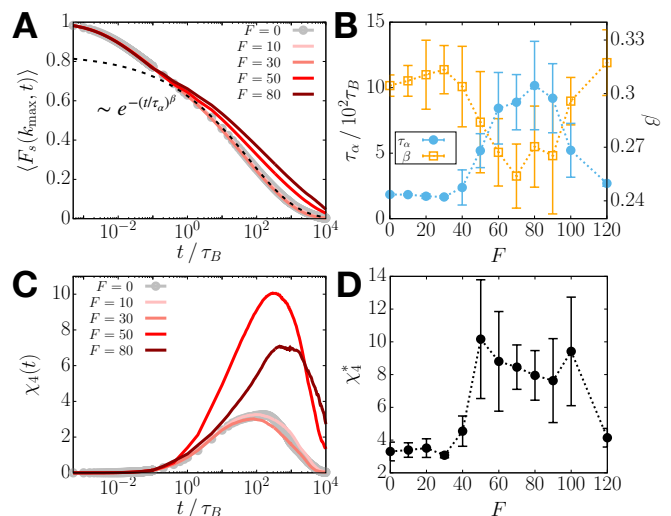 A
⟨F_s(k_max, t)⟩
1
0.8
0.6
0.4
0.2
0
F = 0
F = 10
F = 30
F = 50
F = 80
∼ e^{−(t/τ_α)^β}
10^{−2} 10^0 10^2 10^4
t / τ_B
B
τ_α / 10^2 τ_B
15
10
5
0
τ_α
β
0.33
0.3
0.27
0.24
β
0 20 40 60 80 100 120
F
C
χ_4(t)
10
8
6
4
2
0
F = 0
F = 10
F = 30
F = 50
F = 80
10^{−2} 10^0 10^2 10^4
t / τ_B
D
χ_4^*
14
12
10
8
6
4
2
0 20 40 60 80 100 120
F